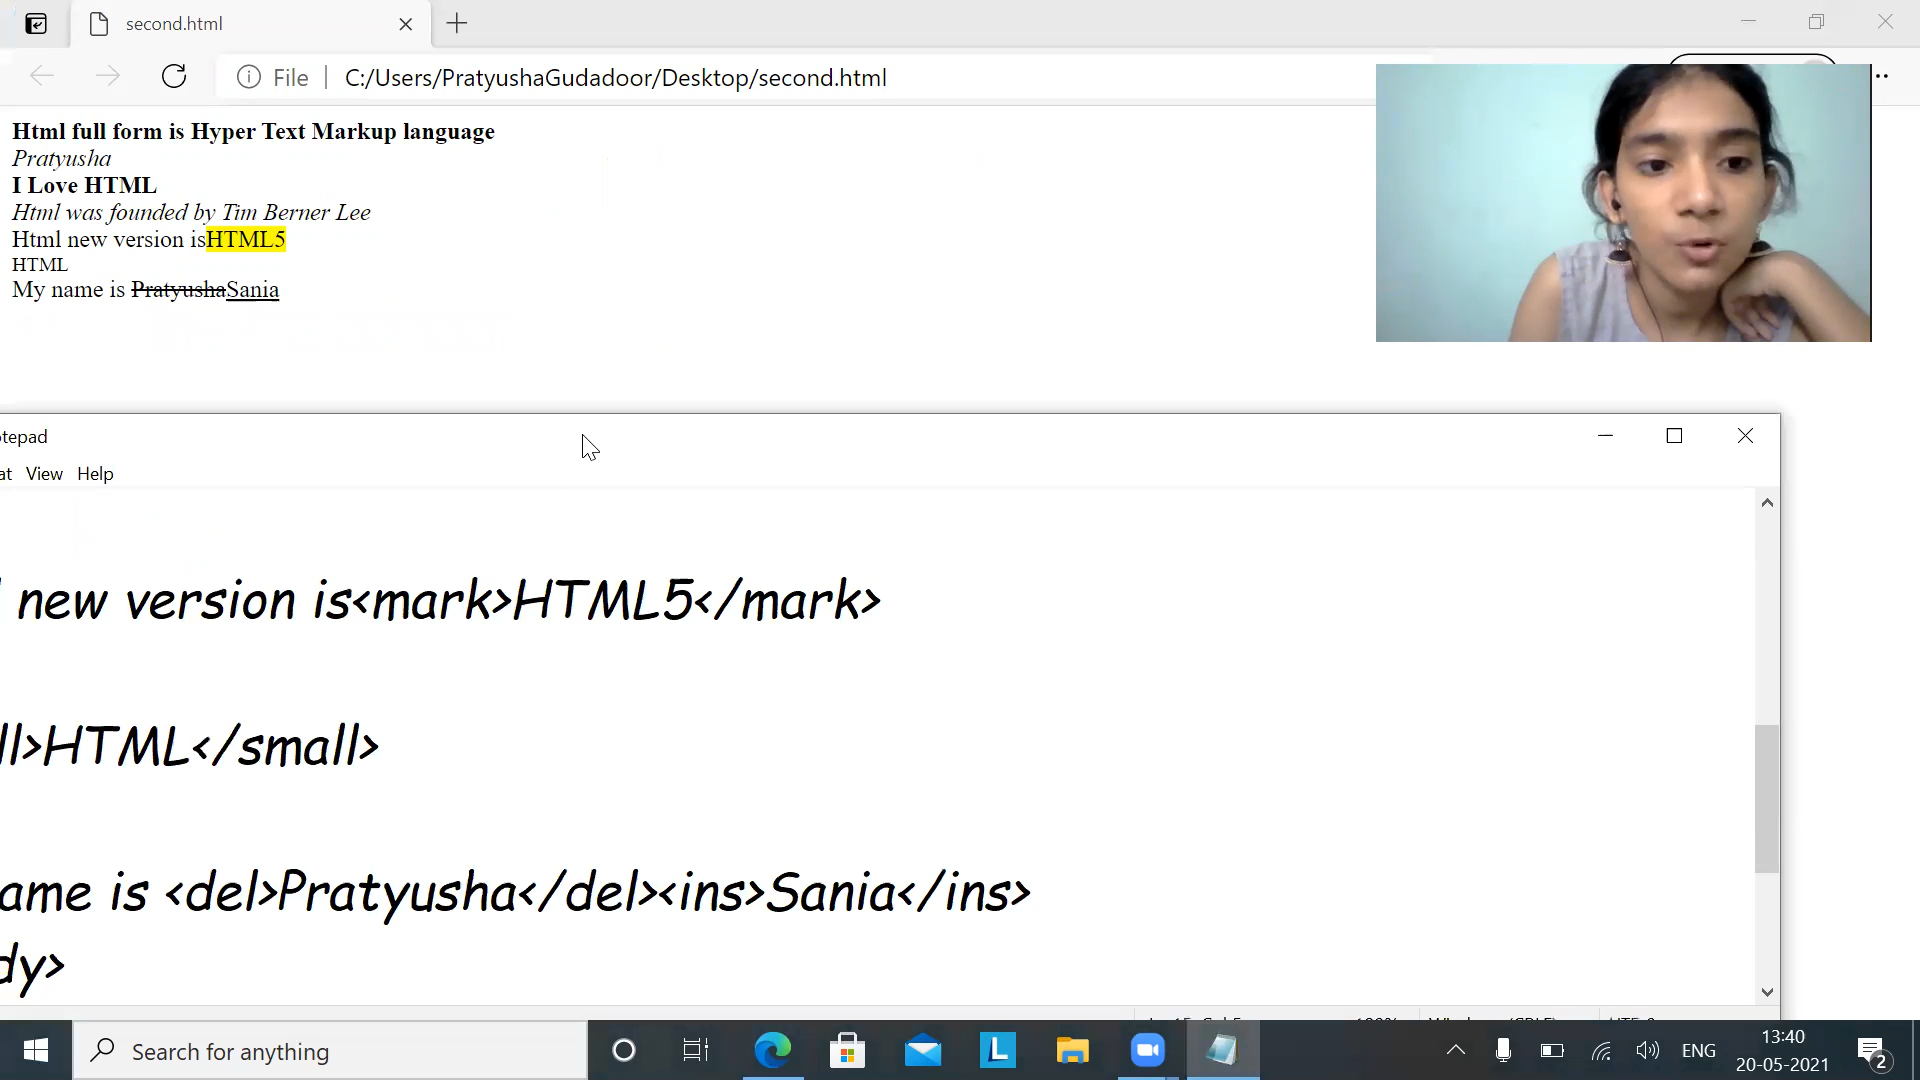 second.html
File
C:/Users/PratyushaGudadoor/Desktop/second.html
Html full form is Hyper Text Markup language
Pratyusha
I Love HTML
Html was founded by Tim Berner Lee
Html new version isHTML5
HTML
My name is PratyushaSania
otepad
at View Help
new version is<mark>HTML5</mark>
ll>HTML</small>
ame is <del>Pratyusha</del><ins>Sania</ins>
dy>
Search for anything
L
ENG
13:40
20-05-2021
2